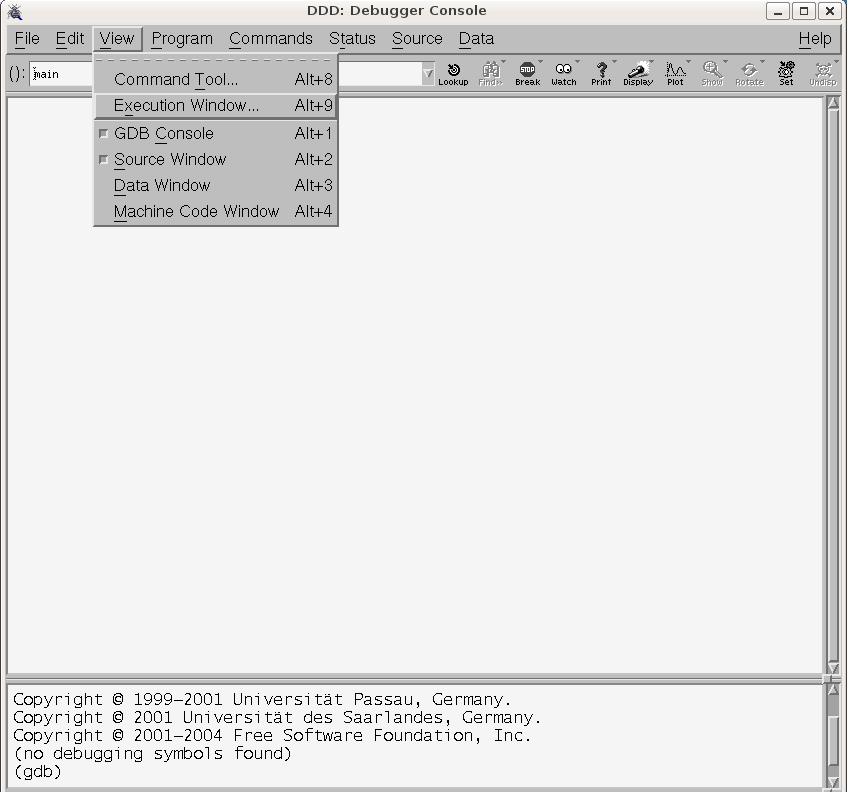 DDD: Debugger Console
File Edit View Program Commands Status Source Data Help
(): main
Lookup Find>> Break Watch Print Display Plot Show Rotate Set Undisp
STOP
Command Tool... Alt+8
Execution Window... Alt+9
GDB Console Alt+1
Source Window Alt+2
Data Window Alt+3
Machine Code Window Alt+4
Copyright © 1999-2001 Universität Passau, Germany.
Copyright © 2001 Universität des Saarlandes, Germany.
Copyright © 2001-2004 Free Software Foundation, Inc.
(no debugging symbols found)
(gdb)